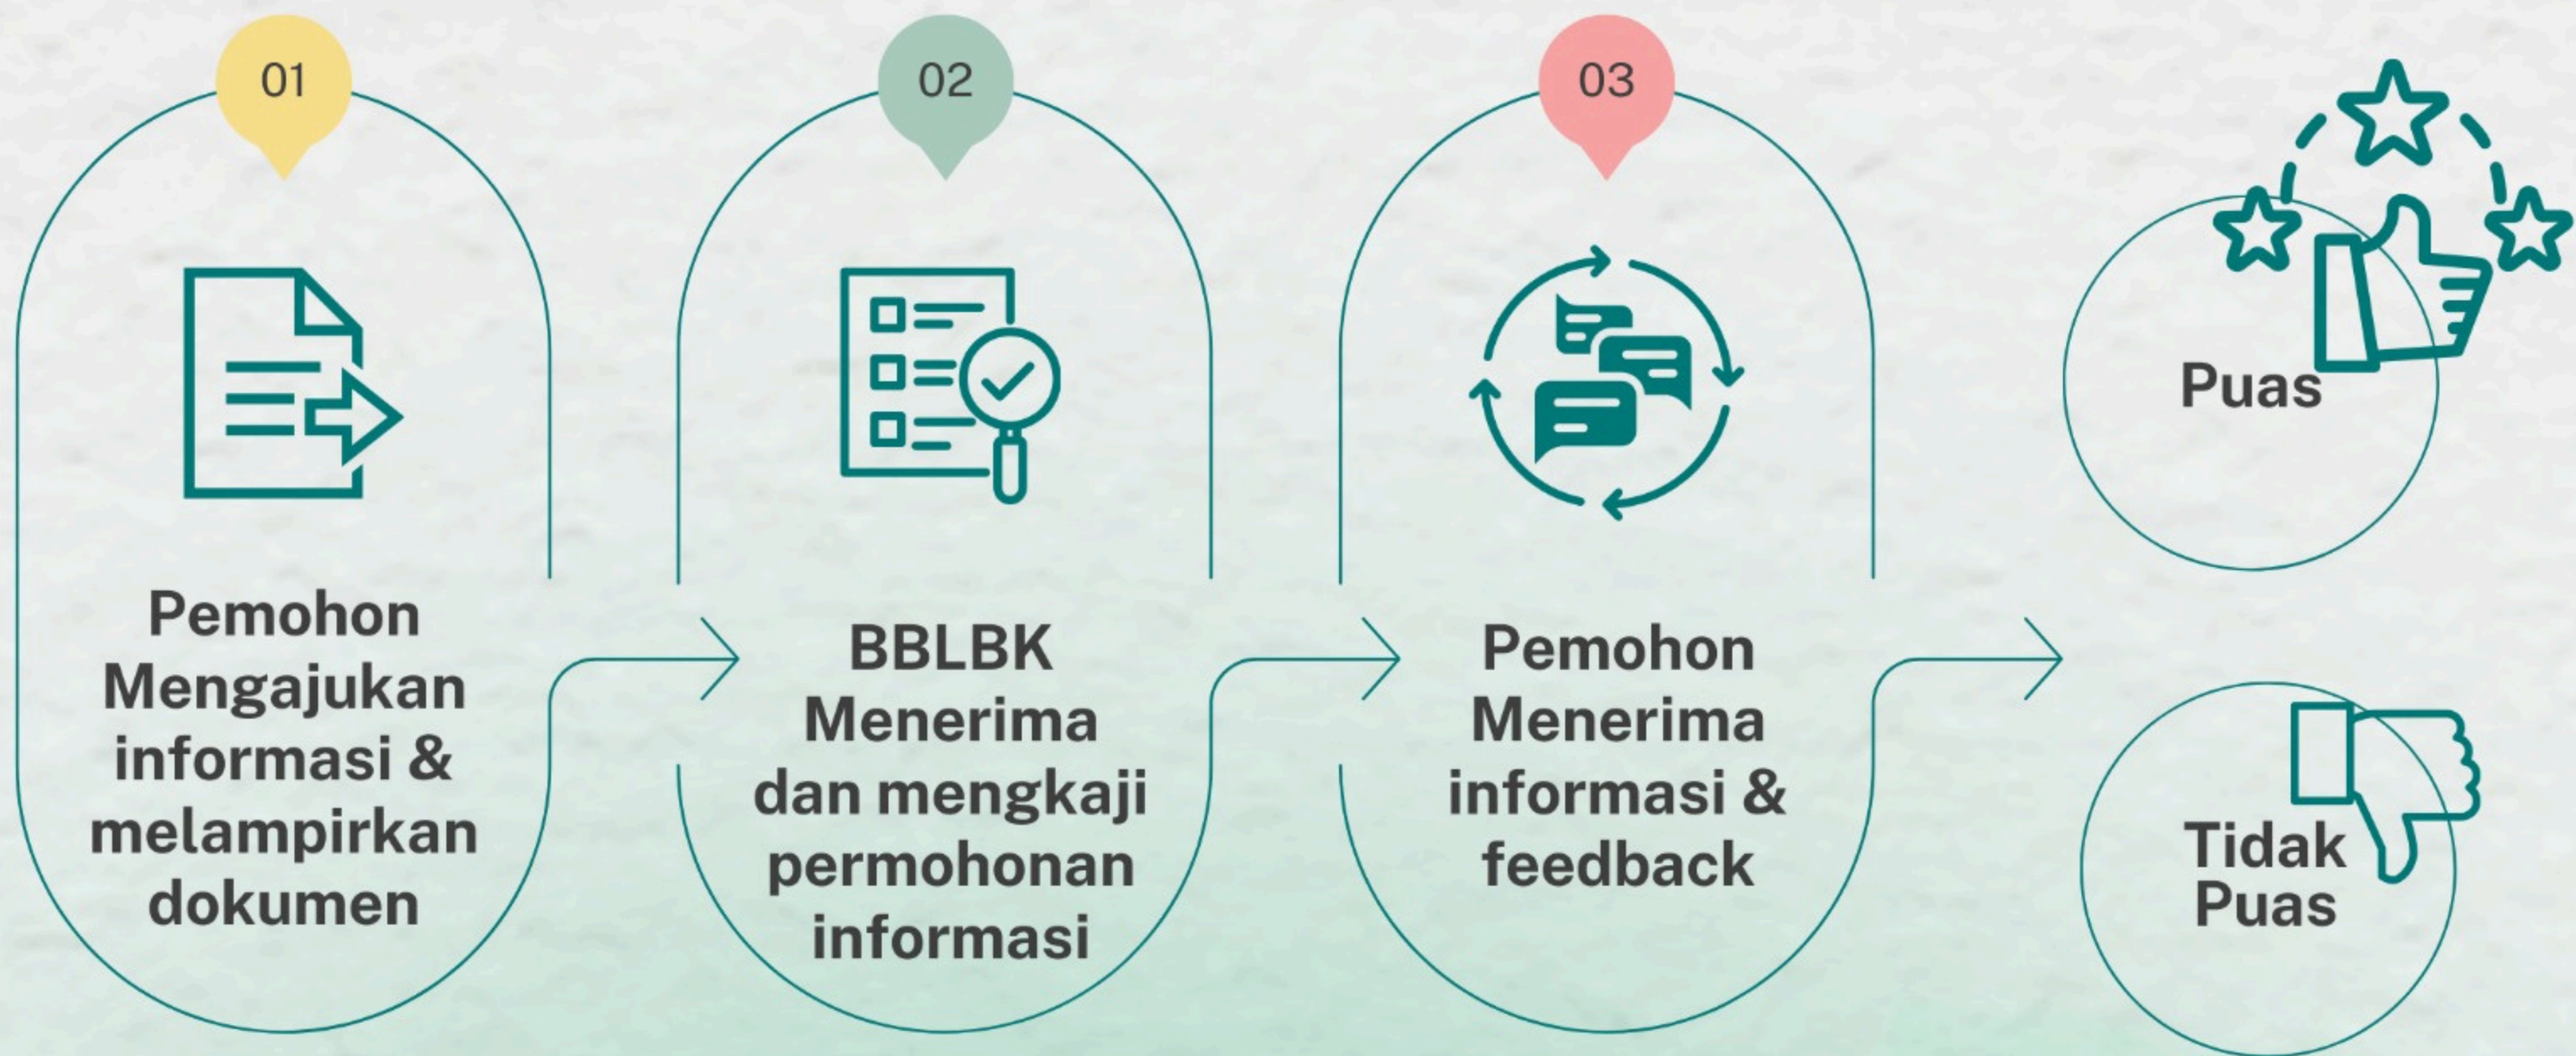 01
Pemohon
Mengajukan
informasi &
melampirkan
dokumen
02
BBLBK
Menerima
dan mengkaji
permohonan
informasi
03
Pemohon
Menerima
informasi &
feedback
Puas
Tidak
Puas